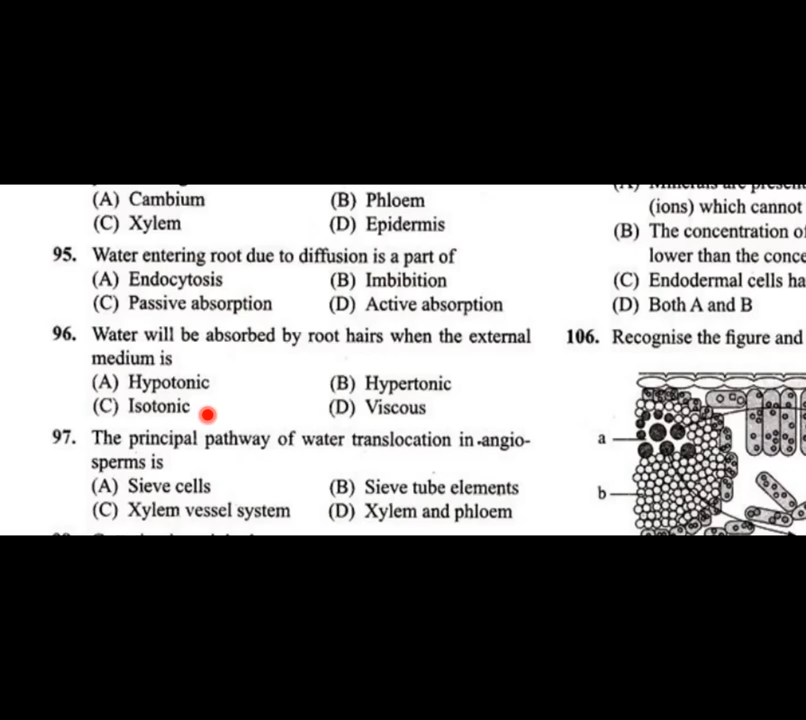 (A) Cambium (B) Phloem
(C) Xylem (D) Epidermis
95. Water entering root due to diffusion is a part of
(A) Endocytosis (B) Imbibition
(C) Passive absorption (D) Active absorption
96. Water will be absorbed by root hairs when the external
medium is
(A) Hypotonic (B) Hypertonic
(C) Isotonic (D) Viscous
97. The principal pathway of water translocation in angio-
sperms is
(A) Sieve cells (B) Sieve tube elements
(C) Xylem vessel system (D) Xylem and phloem
(A) Minerals are present
(ions) which cannot
(B) The concentration of
lower than the conce
(C) Endodermal cells ha
(D) Both A and B
106. Recognise the figure and
a
b